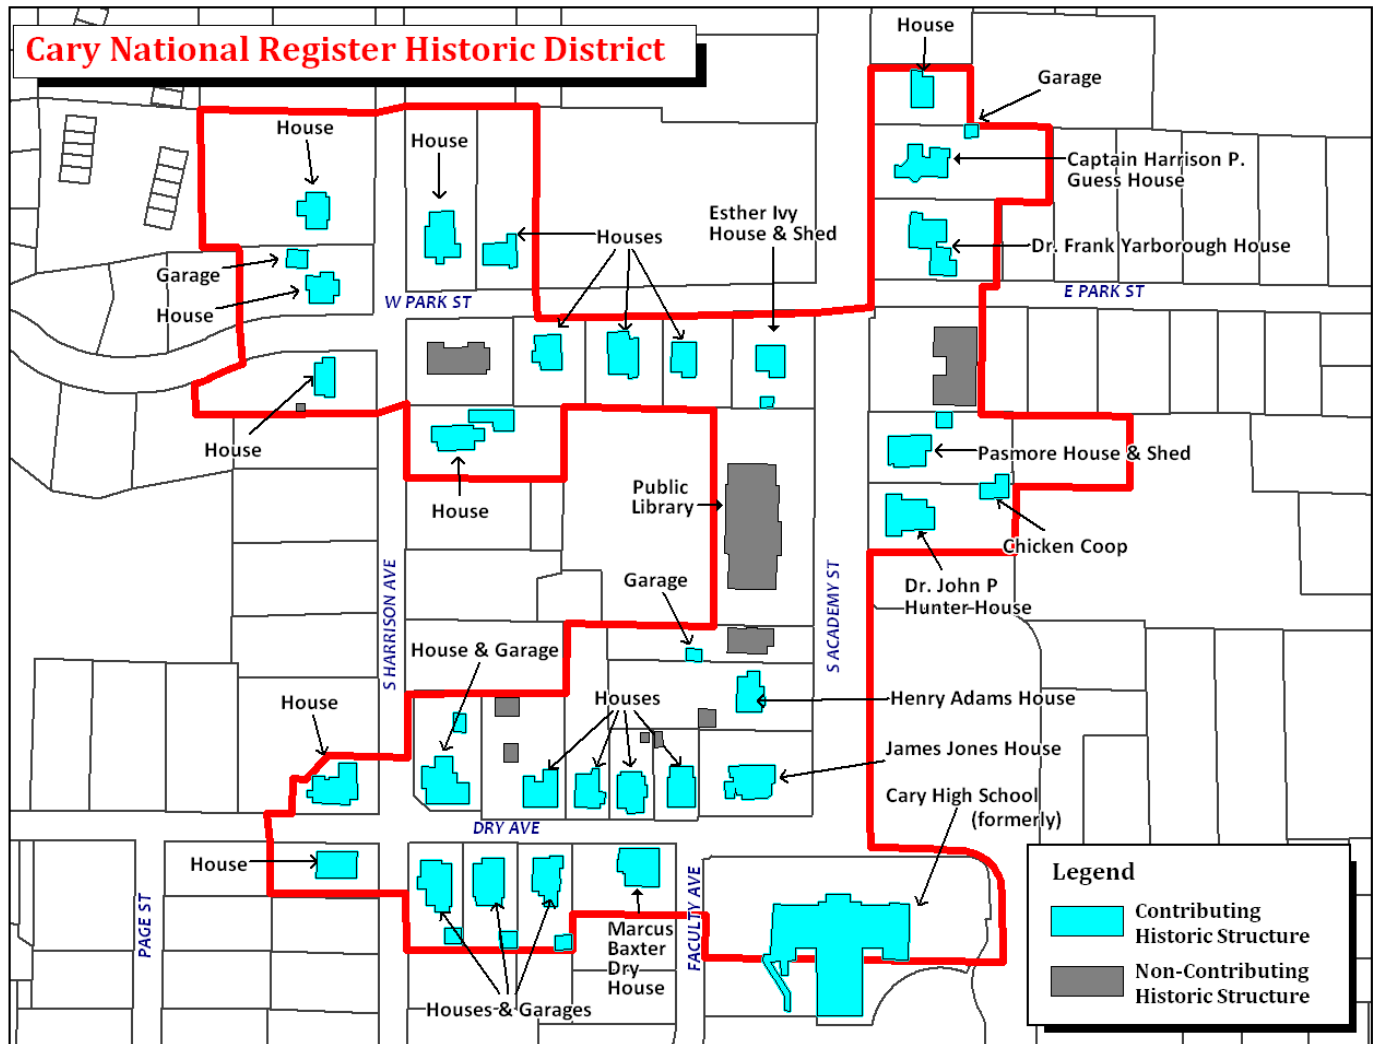 Cary National Register Historic District
House
Garage
House
House
Captain Harrison P.
Guess House
Esther Ivy
House & Shed
Houses
Dr. Frank Yarborough House
Garage
House
W PARK ST
E PARK ST
House
Pasmore House & Shed
House
Public
Library
Chicken Coop
S HARRISON AVE
S ACADEMY ST
Garage
Dr. John P
Hunter House
House & Garage
House
Houses
Henry Adams House
James Jones House
Cary High School
(formerly)
DRY AVE
House
PAGE ST
FACULTY AVE
Marcus
Baxter
Dry
House
Houses & Garages
Legend
Contributing
Historic Structure
Non-Contributing
Historic Structure